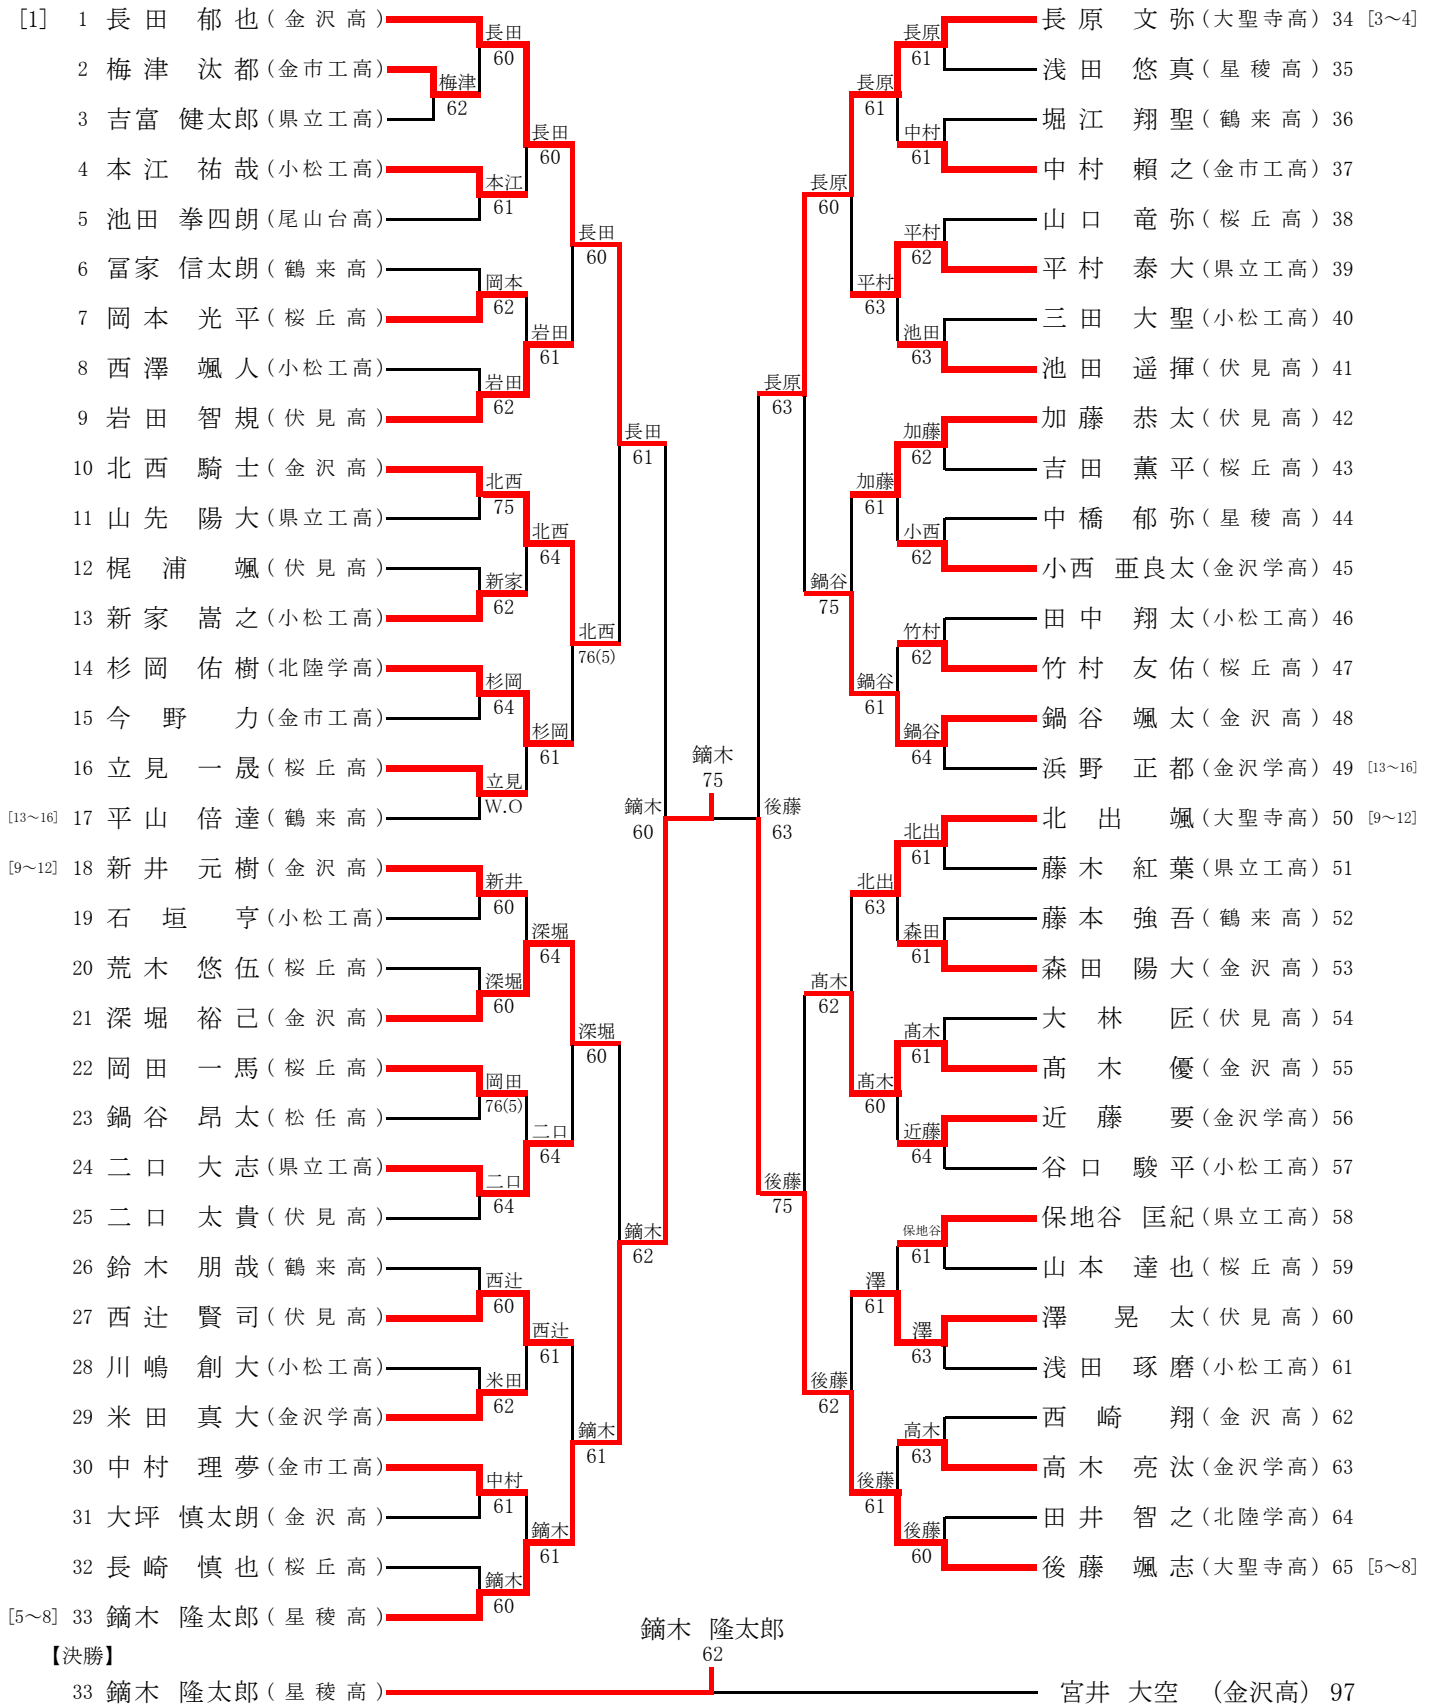 [1] 1 長田 郁也 (金沢高)
2 梅津 汰都 (金市工高)
3 吉富 健太郎 (県立工高)
4 本江 祐哉 (小松工高)
5 池田 拳四朗 (尾山台高)
6 冨家 信太朗 (鶴来高)
7 岡本 光平 (桜丘高)
8 西澤 颯人 (小松工高)
9 岩田 智規 (伏見高)
10 北西 騎士 (金沢高)
11 山先 陽大 (県立工高)
12 梶浦 颯 (伏見高)
13 新家 嵩之 (小松工高)
14 杉岡 佑樹 (北陸学高)
15 今野 力 (金市工高)
16 立見 一晟 (桜丘高)
[13~16] 17 平山 倍達 (鶴来高)
[9~12] 18 新井 元樹 (金沢高)
19 石垣 亨 (小松工高)
20 荒木 悠伍 (桜丘高)
21 深堀 裕己 (金沢高)
22 岡田 一馬 (桜丘高)
23 鍋谷 昂太 (松任高)
24 二口 大志 (県立工高)
25 二口 太貴 (伏見高)
26 鈴木 朋哉 (鶴来高)
27 西辻 賢司 (伏見高)
28 川嶋 創大 (小松工高)
29 米田 真大 (金沢学高)
30 中村 理夢 (金市工高)
31 大坪 慎太朗 (金沢高)
32 長崎 慎也 (桜丘高)
[5~8] 33 鏑木 隆太郎 (星稜高)
長田
60
梅津
62
本江
61
岡本
62
岩田
62
北西
75
新家
62
杉岡
64
立見
W.O
新井
60
深堀
60
岡田
76(5)
二口
64
西辻
60
米田
62
中村
61
鏑木
60
長田
60
岩田
61
北西
64
杉岡
61
深堀
64
二口
64
西辻
61
鏑木
61
長田
60
北西
76(5)
深堀
60
鏑木
61
長田
61
鏑木
62
鏑木
60
鏑木
75
長原
63
後藤
63
長原
60
鍋谷
75
髙木
62
後藤
75
長原
61
平村
63
加藤
61
鍋谷
61
北出
63
髙木
60
澤
61
後藤
62
後藤
61
長原
61
中村
61
平村
62
池田
63
加藤
62
小西
62
竹村
62
鍋谷
64
北出
61
森田
61
髙木
61
近藤
64
保地谷
61
澤
63
高木
63
後藤
60
長原 文弥 (大聖寺高) 34 [3~4]
浅田 悠真 (星稜高) 35
堀江 翔聖 (鶴来高) 36
中村 頼之 (金市工高) 37
山口 竜弥 (桜丘高) 38
平村 泰大 (県立工高) 39
三田 大聖 (小松工高) 40
池田 遥揮 (伏見高) 41
加藤 恭太 (伏見高) 42
吉田 薫平 (桜丘高) 43
中橋 郁弥 (星稜高) 44
小西 亜良太 (金沢学高) 45
田中 翔太 (小松工高) 46
竹村 友佑 (桜丘高) 47
鍋谷 颯太 (金沢高) 48
浜野 正都 (金沢学高) 49 [13~16]
北出 颯 (大聖寺高) 50 [9~12]
藤木 紅葉 (県立工高) 51
藤本 強吾 (鶴来高) 52
森田 陽大 (金沢高) 53
大林 匠 (伏見高) 54
髙木 優 (金沢高) 55
近藤 要 (金沢学高) 56
谷口 駿平 (小松工高) 57
保地谷 匡紀 (県立工高) 58
山本 達也 (桜丘高) 59
澤 晃太 (伏見高) 60
浅田 琢磨 (小松工高) 61
西崎 翔 (金沢高) 62
高木 亮汰 (金沢学高) 63
田井 智之 (北陸学高) 64
後藤 颯志 (大聖寺高) 65 [5~8]
【決勝】
鏑木 隆太郎
62
33 鏑木 隆太郎 (星稜高)
宮井 大空 (金沢高) 97